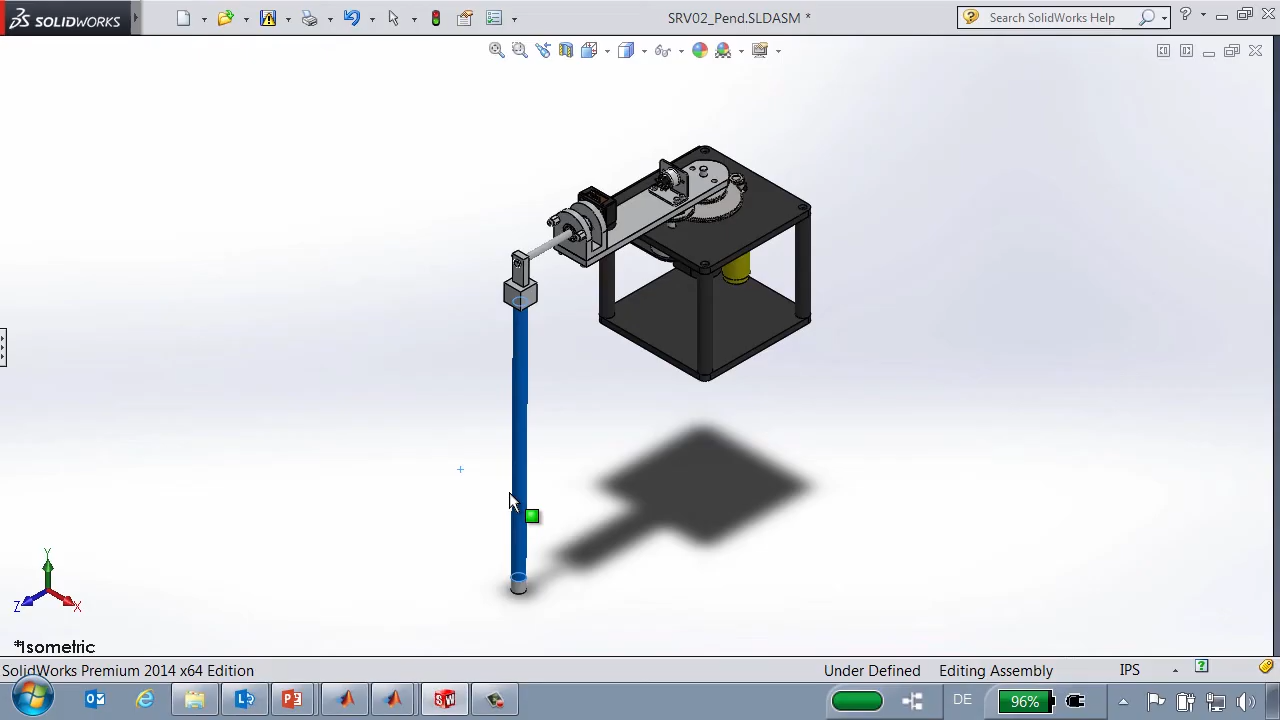 SOLIDWORKS
SRV02_Pend.SLDASM *
Search SolidWorks Help
Y
Z
X
*Isometric
SolidWorks Premium 2014 x64 Edition
Under Defined
Editing Assembly
IPS
DE
96%